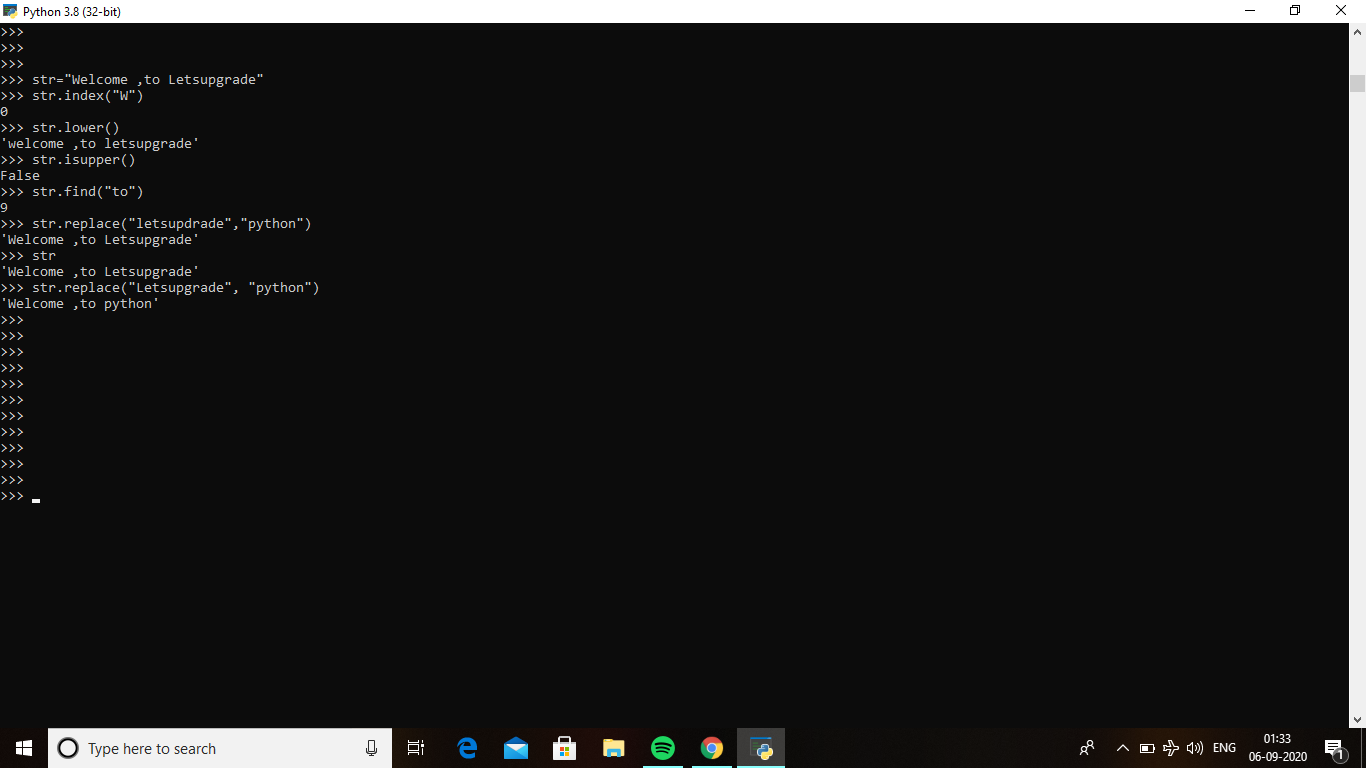 Python 3.8 (32-bit)
>>>
>>>
>>>
>>> str="Welcome ,to Letsupgrade"
>>> str.index("W")
0
>>> str.lower()
'welcome ,to letsupgrade'
>>> str.isupper()
False
>>> str.find("to")
9
>>> str.replace("letsupdrade","python")
'Welcome ,to Letsupgrade'
>>> str
'Welcome ,to Letsupgrade'
>>> str.replace("Letsupgrade", "python")
'Welcome ,to python'
>>>
>>>
>>>
>>>
>>>
>>>
>>>
>>>
>>>
>>>
>>>
>>>
Type here to search
ENG
01:33
06-09-2020
1